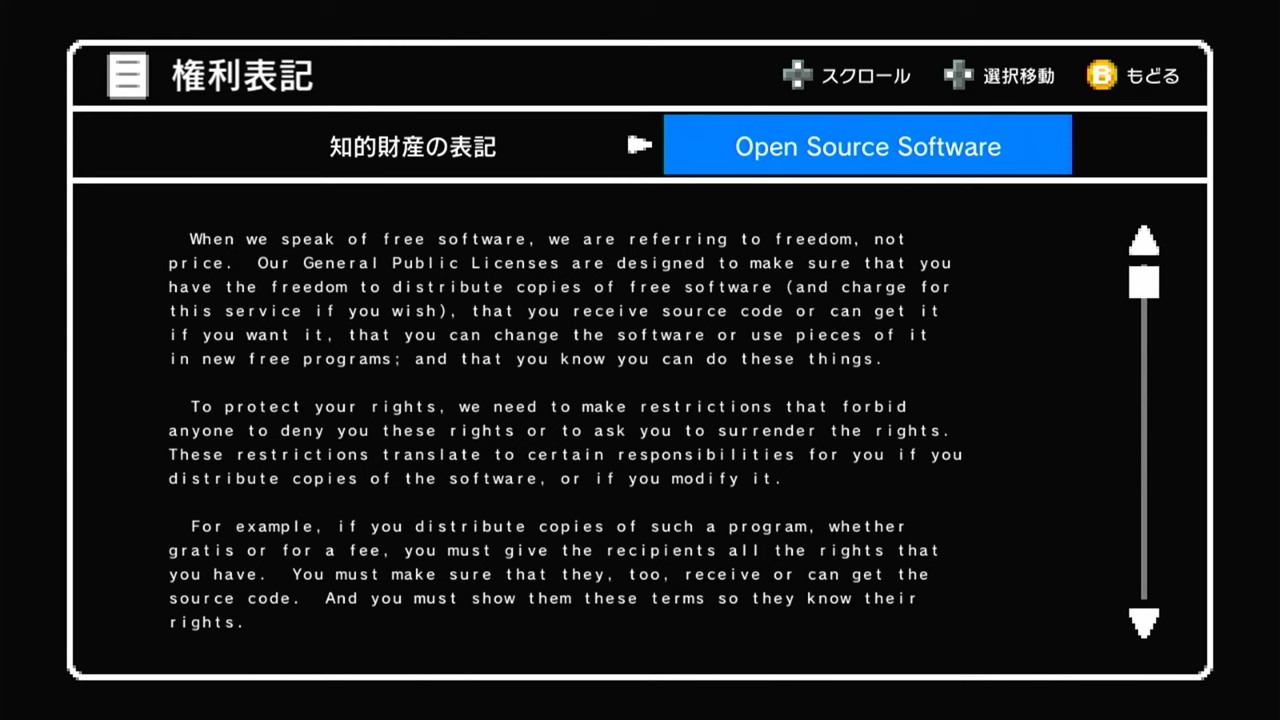 権利表記
スクロール 選択移動 B もどる
知的財産の表記 Open Source Software
When we speak of free software, we are referring to freedom, not
price. Our General Public Licenses are designed to make sure that you
have the freedom to distribute copies of free software (and charge for
this service if you wish), that you receive source code or can get it
if you want it, that you can change the software or use pieces of it
in new free programs; and that you know you can do these things.
To protect your rights, we need to make restrictions that forbid
anyone to deny you these rights or to ask you to surrender the rights.
These restrictions translate to certain responsibilities for you if you
distribute copies of the software, or if you modify it.
For example, if you distribute copies of such a program, whether
gratis or for a fee, you must give the recipients all the rights that
you have. You must make sure that they, too, receive or can get the
source code. And you must show them these terms so they know their
rights.